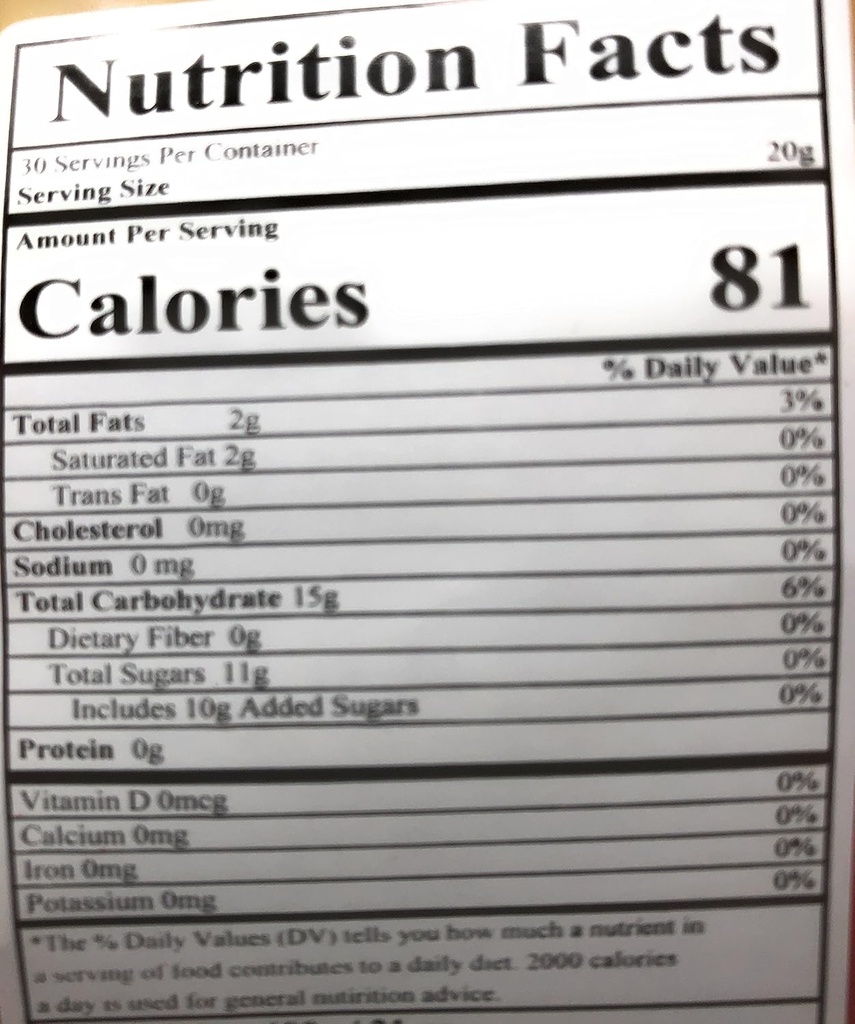 Nutrition Facts
30 Servings Per Container
Serving Size 20g
Amount Per Serving
Calories 81
% Daily Value*
Total Fats 2g 3%
Saturated Fat 2g 0%
Trans Fat 0g 0%
Cholesterol 0mg 0%
Sodium 0 mg 0%
Total Carbohydrate 15g 6%
Dietary Fiber 0g 0%
Total Sugars 11g 0%
Includes 10g Added Sugars 0%
Protein 0g
Vitamin D 0mcg 0%
Calcium 0mg 0%
Iron 0mg 0%
Potassium 0mg 0%
*The % Daily Values (DV) tells you how much a nutrient in
a serving of food contributes to a daily diet. 2000 calories
a day is used for general nutirition advice.